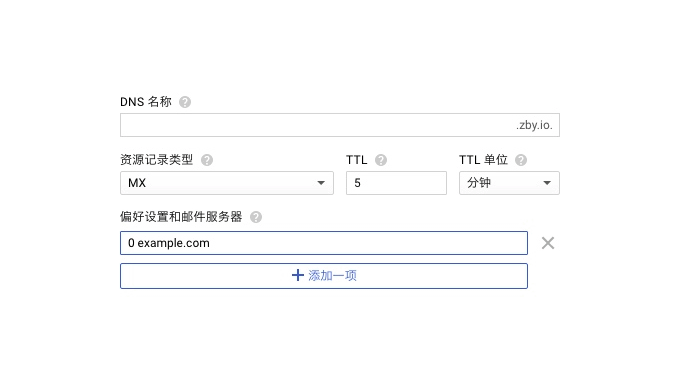 DNS 名称 ?
.zby.io.
资源记录类型 ? TTL ? TTL 单位 ?
MX 5 分钟
偏好设置和邮件服务器 ?
0 example.com
添加一项